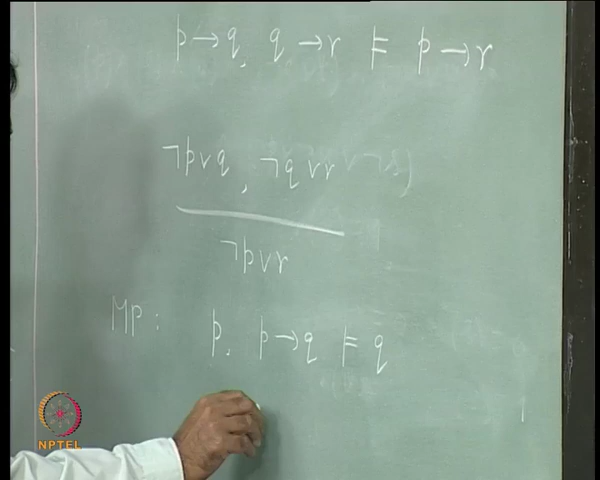 p → q, q → r ⊨ p → r
¬p∨q, ¬q∨r
¬p∨r
MP: p, p → q ⊨ q
NPTEL